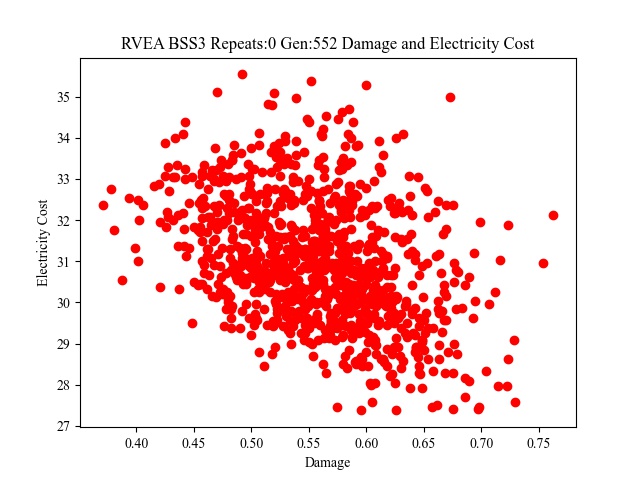 RVEA BSS3 Repeats:0 Gen:552 Damage and Electricity Cost
35
34
33
32
31
30
29
28
27
Electricity Cost
0.40 0.45 0.50 0.55 0.60 0.65 0.70 0.75
Damage